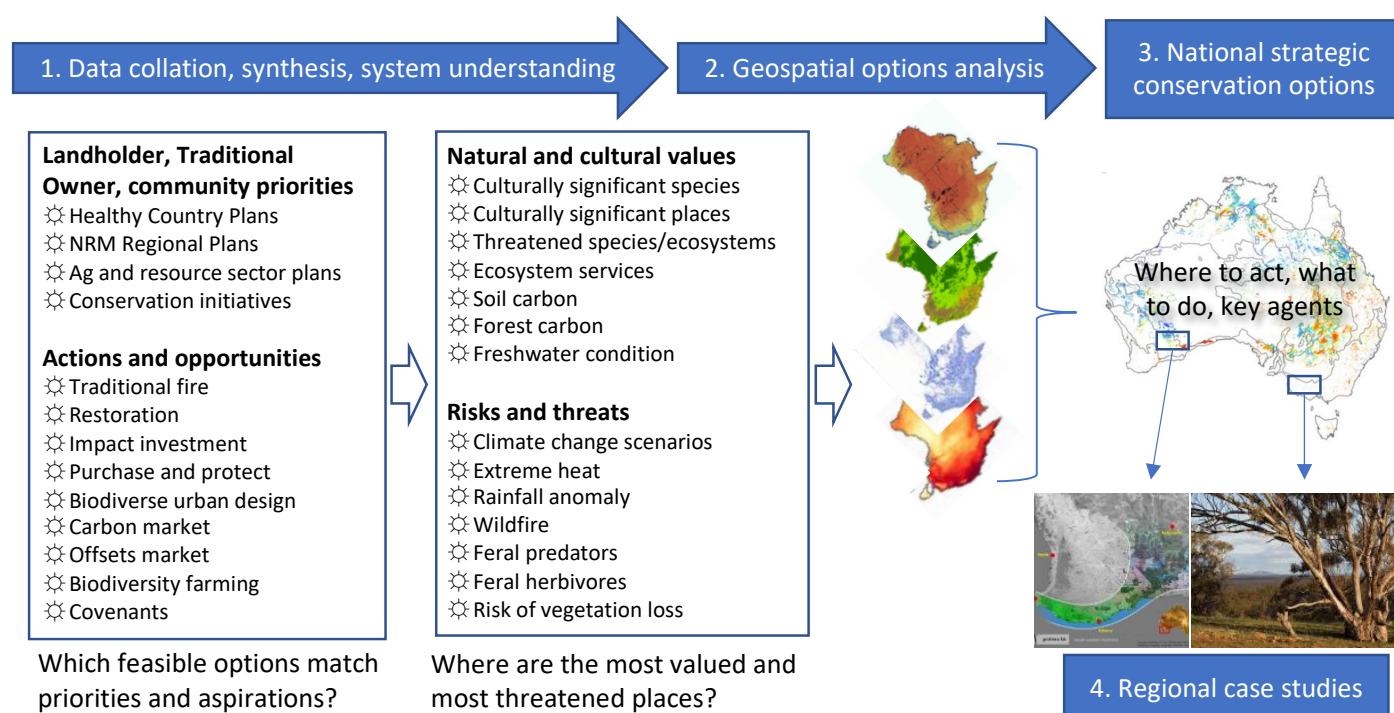 1. Data collation, synthesis, system understanding
2. Geospatial options analysis
3. National strategic
conservation options
Landholder, Traditional
Owner, community priorities
Healthy Country Plans
NRM Regional Plans
Ag and resource sector plans
Conservation initiatives
Actions and opportunities
Traditional fire
Restoration
Impact investment
Purchase and protect
Biodiverse urban design
Carbon market
Offsets market
Biodiversity farming
Covenants
Which feasible options match
priorities and aspirations?
Natural and cultural values
Culturally significant species
Culturally significant places
Threatened species/ecosystems
Ecosystem services
Soil carbon
Forest carbon
Freshwater condition
Risks and threats
Climate change scenarios
Extreme heat
Rainfall anomaly
Wildfire
Feral predators
Feral herbivores
Risk of vegetation loss
Where are the most valued and
most threatened places?
Where to act, what
to do, key agents
4. Regional case studies